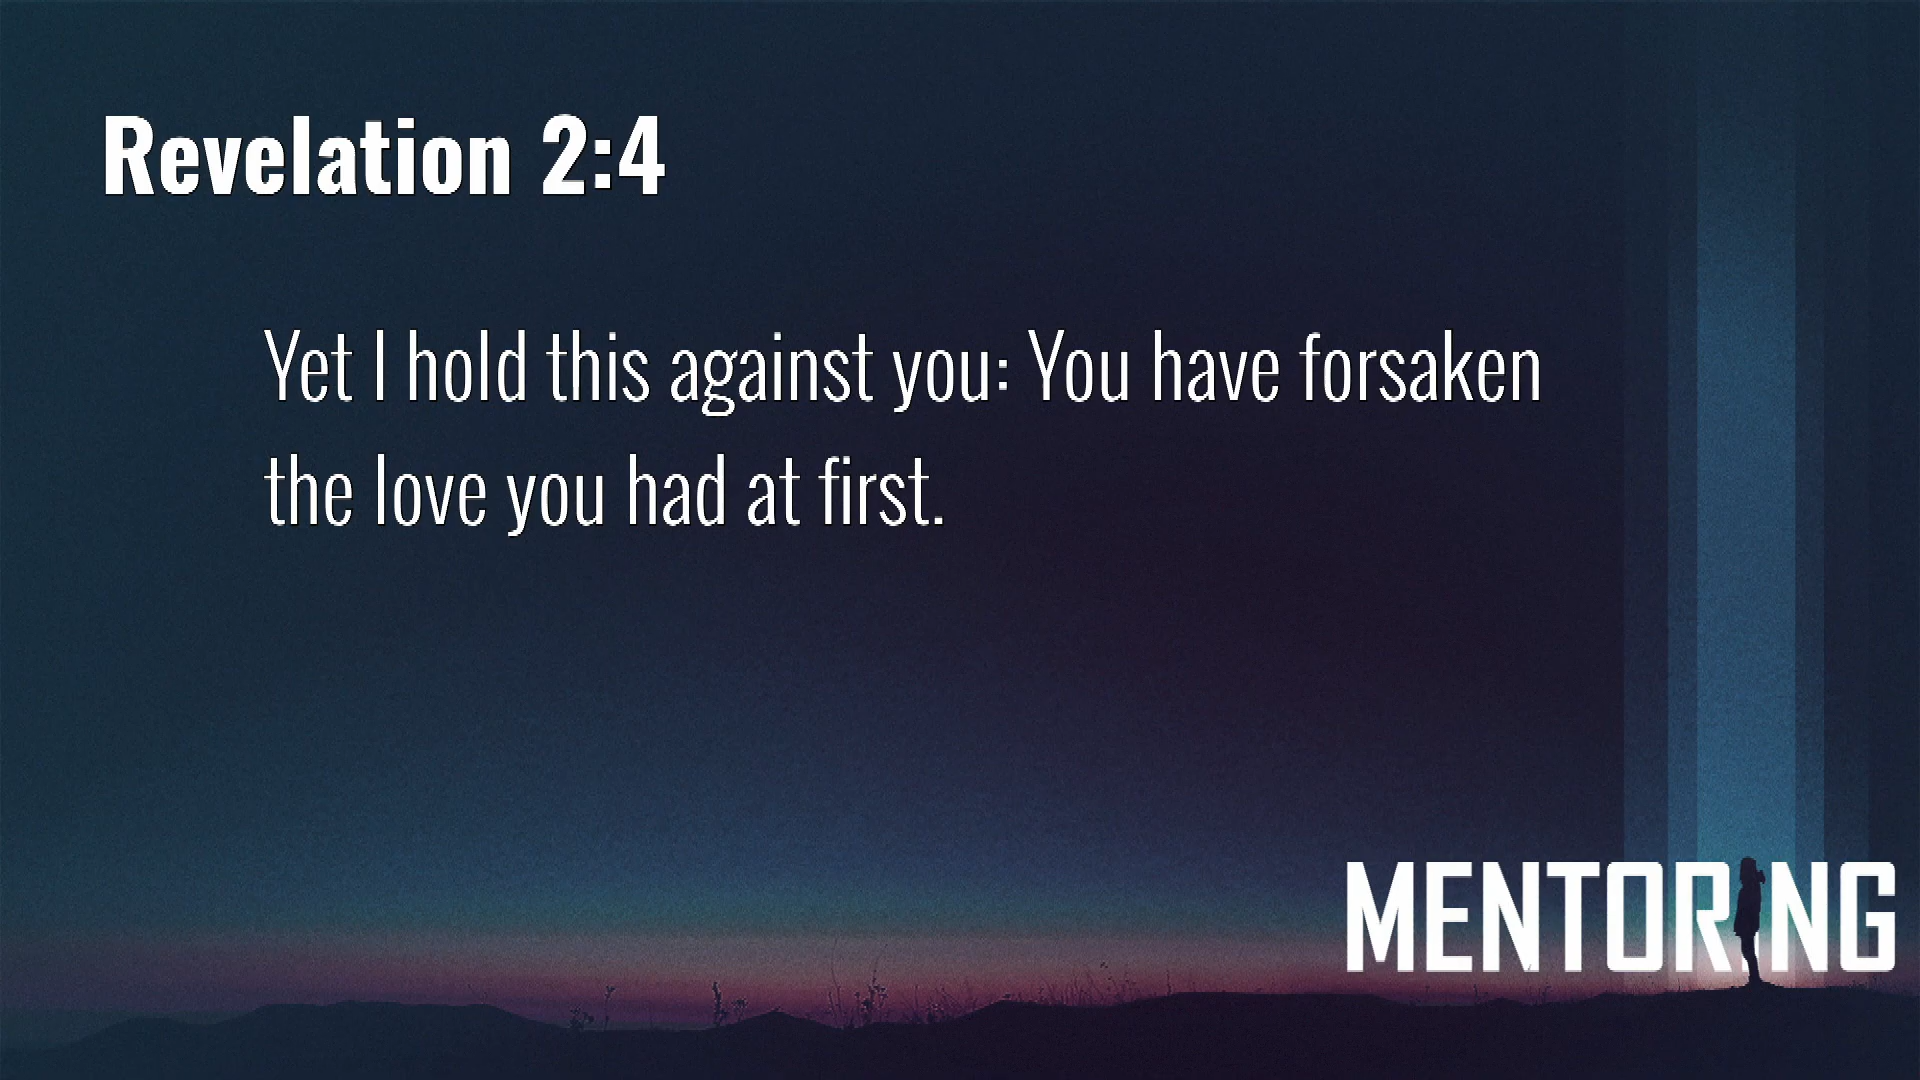 Revelation 2:4
Yet I hold this against you: You have forsaken
the love you had at first.
MENTORING